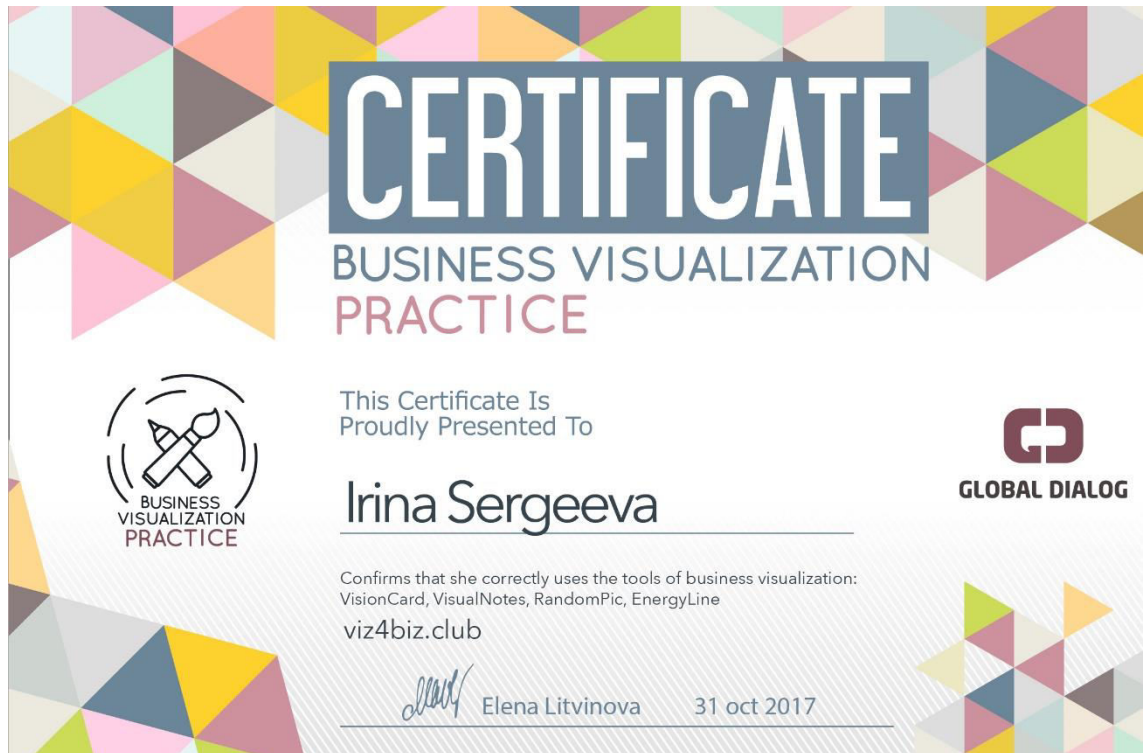 CERTIFICATE
BUSINESS VISUALIZATION
PRACTICE
This Certificate Is
Proudly Presented To
BUSINESS
VISUALIZATION
PRACTICE
Irina Sergeeva
GLOBAL DIALOG
Confirms that she correctly uses the tools of business visualization:
VisionCard, VisualNotes, RandomPic, EnergyLine
viz4biz.club
Elena Litvinova 31 oct 2017